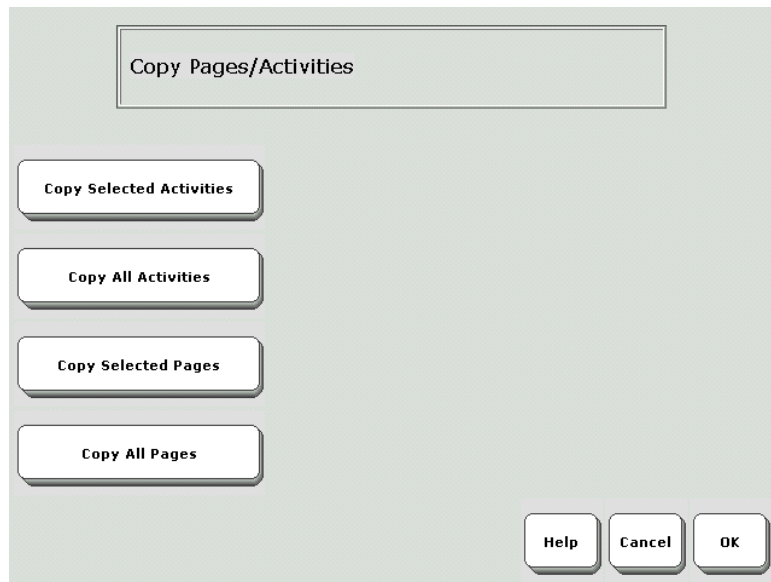 Copy Pages/Activities
Copy Selected Activities
Copy All Activities
Copy Selected Pages
Copy All Pages
Help
Cancel
OK